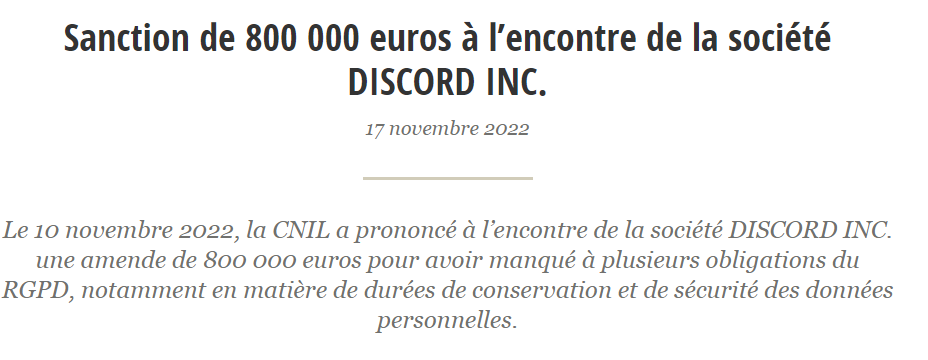 Sanction de 800 000 euros à l’encontre de la société
DISCORD INC.
17 novembre 2022
Le 10 novembre 2022, la CNIL a prononcé à l’encontre de la société DISCORD INC.
une amende de 800 000 euros pour avoir manqué à plusieurs obligations du
RGPD, notamment en matière de durées de conservation et de sécurité des données
personnelles.